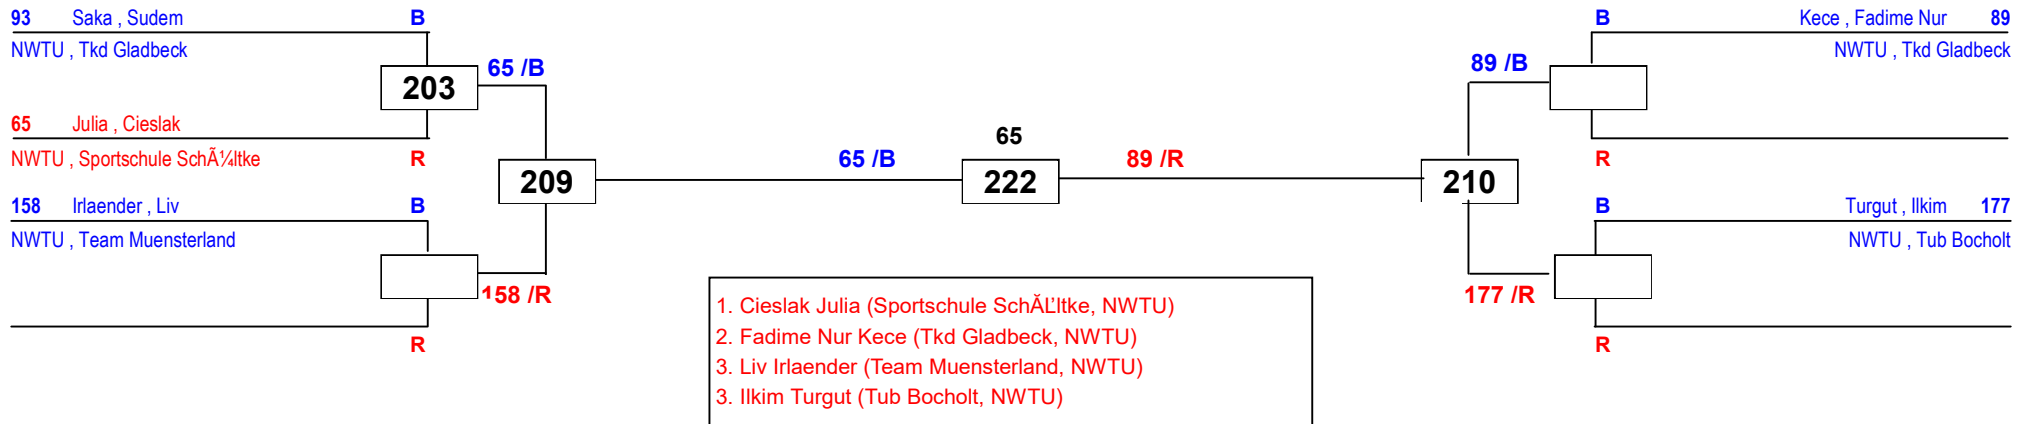 93 Saka , Sudem B
NWTU , Tkd Gladbeck
203
65 /B
65 Julia , Cieslak
NWTU , Sportschule SchÃ¼ltke R
209
158 Irlaender , Liv B
NWTU , Team Muensterland
158 /R
R
65 /B
65
222
89 /R
B Kece , Fadime Nur 89
NWTU , Tkd Gladbeck
89 /B
R
210
B Turgut , Ilkim 177
NWTU , Tub Bocholt
177 /R
R
1. Cieslak Julia (Sportschule SchĂĽltke, NWTU)
2. Fadime Nur Kece (Tkd Gladbeck, NWTU)
3. Liv Irlaender (Team Muensterland, NWTU)
3. Ilkim Turgut (Tub Bocholt, NWTU)